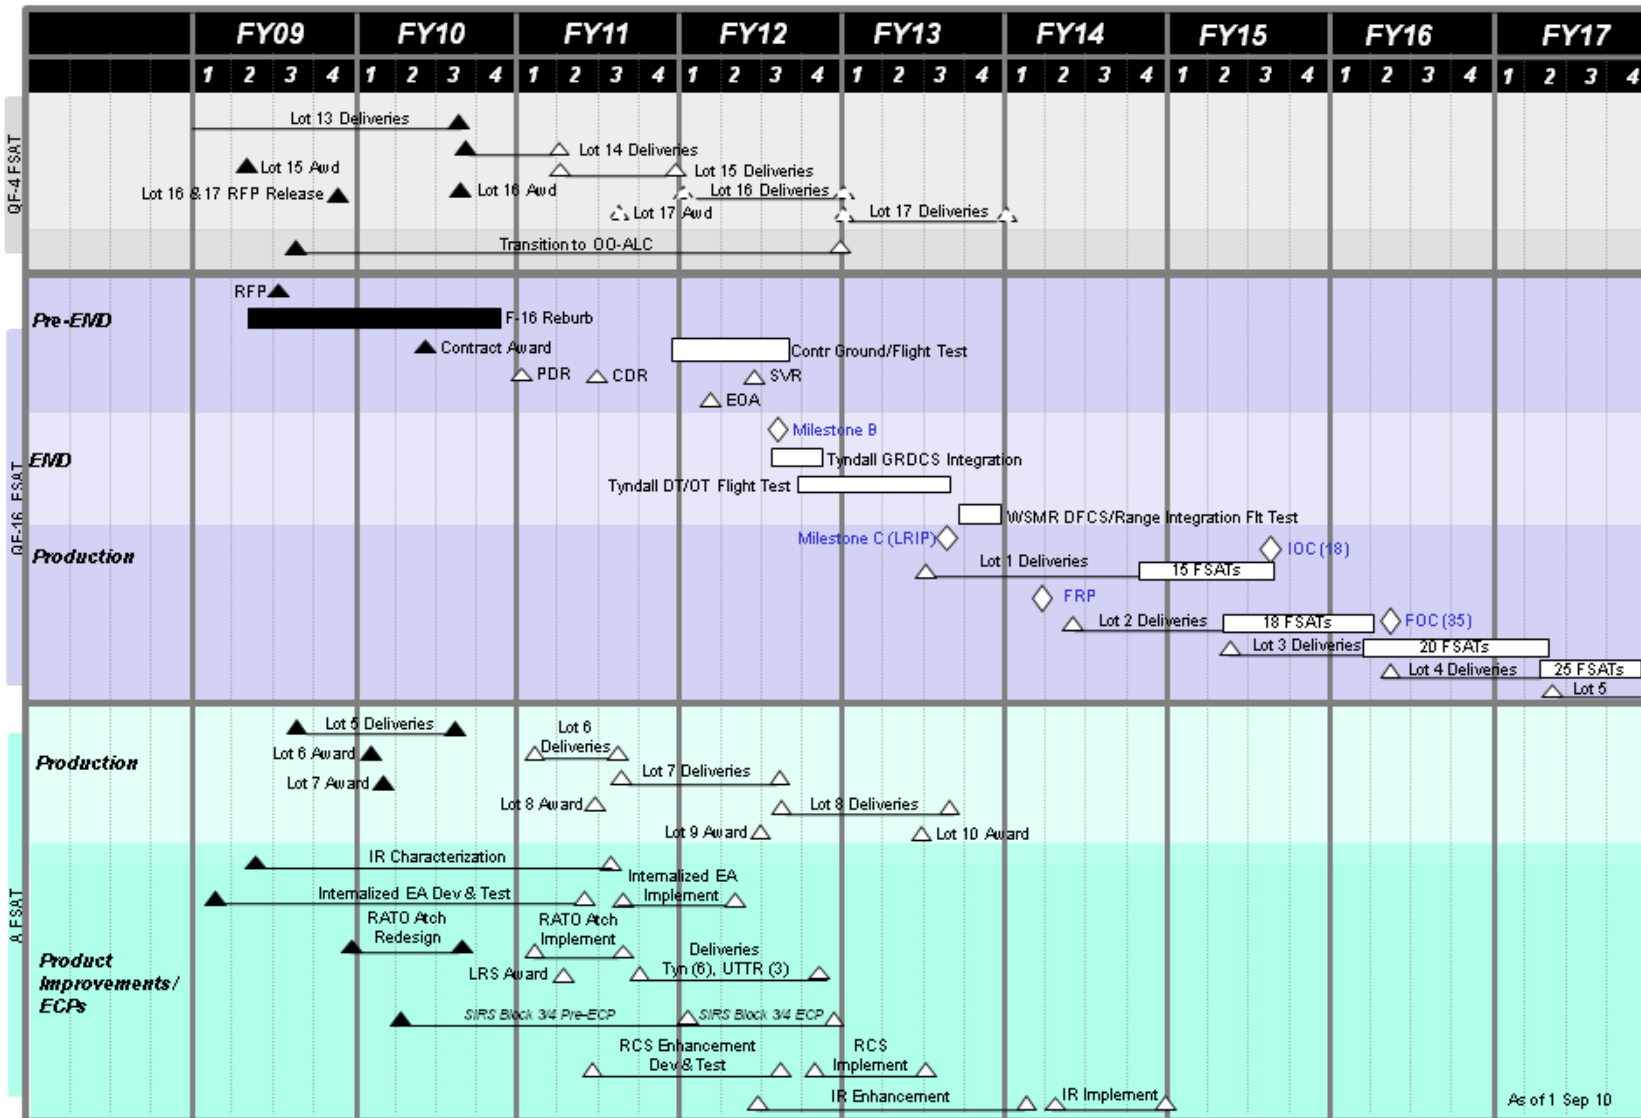 FY09 FY10 FY11 FY12 FY13 FY14 FY15 FY16 FY17
1 2 3 4 1 2 3 4 1 2 3 4 1 2 3 4 1 2 3 4 1 2 3 4 1 2 3 4 1 2 3 4 1 2 3 4
QF-4 FSAT
Lot 13 Deliveries
Lot 14 Deliveries
Lot 15 Awd
Lot 15 Deliveries
Lot 16 & 17 RFP Release
Lot 16 Awd
Lot 16 Deliveries
Lot 17 Awd
Lot 17 Deliveries
Transition to OO-ALC
QF-16 FSAT
Pre-EMD
RFP
F-16 Reburb
Contract Award
Contr Ground/Flight Test
PDR
CDR
SVR
EOA
EMD
Milestone B
Tyndall GRDCS Integration
Tyndall DT/OT Flight Test
WSMR DFCS/Range Integration Flt Test
Production
Milestone C (LRIP)
IOC (18)
Lot 1 Deliveries
15 FSATs
FRP
Lot 2 Deliveries
18 FSATs
FOC (35)
Lot 3 Deliveries
20 FSATs
Lot 4 Deliveries
25 FSATs
Lot 5
A FSAT
Production
Lot 5 Deliveries
Lot 6
Deliveries
Lot 6 Award
Lot 7 Award
Lot 7 Deliveries
Lot 8 Award
Lot 8 Deliveries
Lot 9 Award
Lot 10 Award
Product
Improvements/
ECPs
IR Characterization
Internalized EA Dev & Test
Internalized EA
Implement
RATO Atch
Redesign
RATO Atch
Implement
LRS Award
Deliveries
Tyn (6), UTTR (3)
SIRS Block 3/4 Pre-ECP
SIRS Block 3/4 ECP
RCS Enhancement
Dev & Test
RCS
Implement
IR Enhancement
IR Implement
As of 1 Sep 10